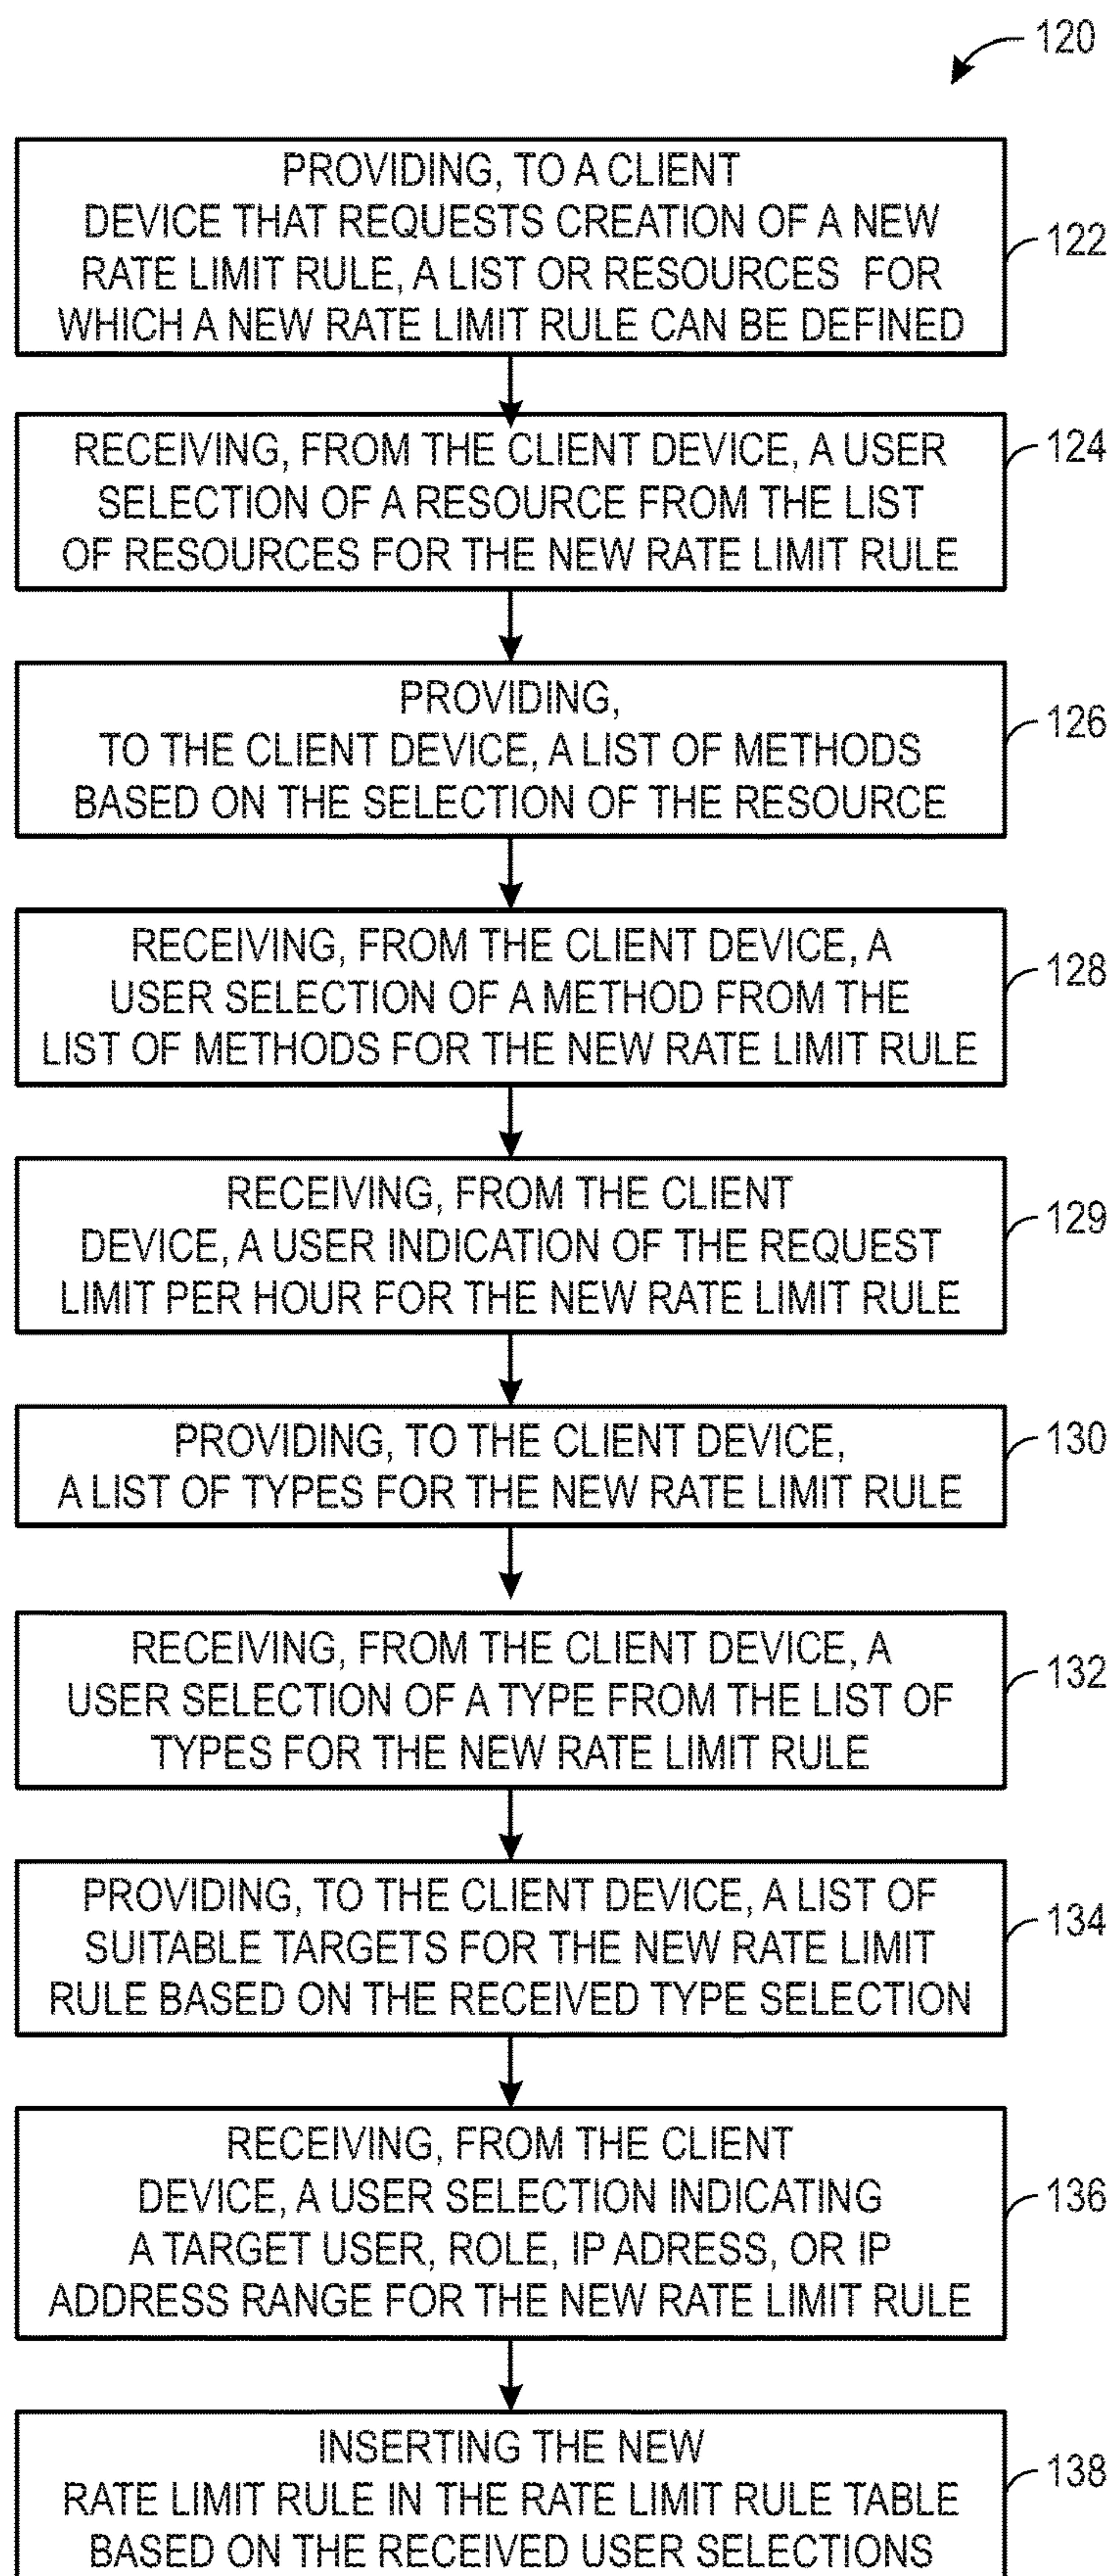 120
PROVIDING, TO A CLIENT
DEVICE THAT REQUESTS CREATION OF A NEW
RATE LIMIT RULE, A LIST OR RESOURCES FOR
WHICH A NEW RATE LIMIT RULE CAN BE DEFINED
122
RECEIVING, FROM THE CLIENT DEVICE, A USER
SELECTION OF A RESOURCE FROM THE LIST
OF RESOURCES FOR THE NEW RATE LIMIT RULE
124
PROVIDING,
TO THE CLIENT DEVICE, A LIST OF METHODS
BASED ON THE SELECTION OF THE RESOURCE
126
RECEIVING, FROM THE CLIENT DEVICE, A
USER SELECTION OF A METHOD FROM THE
LIST OF METHODS FOR THE NEW RATE LIMIT RULE
128
RECEIVING, FROM THE CLIENT
DEVICE, A USER INDICATION OF THE REQUEST
LIMIT PER HOUR FOR THE NEW RATE LIMIT RULE
129
PROVIDING, TO THE CLIENT DEVICE,
A LIST OF TYPES FOR THE NEW RATE LIMIT RULE
130
RECEIVING, FROM THE CLIENT DEVICE, A
USER SELECTION OF A TYPE FROM THE LIST OF
TYPES FOR THE NEW RATE LIMIT RULE
132
PROVIDING, TO THE CLIENT DEVICE, A LIST OF
SUITABLE TARGETS FOR THE NEW RATE LIMIT
RULE BASED ON THE RECEIVED TYPE SELECTION
134
RECEIVING, FROM THE CLIENT
DEVICE, A USER SELECTION INDICATING
A TARGET USER, ROLE, IP ADRESS, OR IP
ADDRESS RANGE FOR THE NEW RATE LIMIT RULE
136
INSERTING THE NEW
RATE LIMIT RULE IN THE RATE LIMIT RULE TABLE
BASED ON THE RECEIVED USER SELECTIONS
138